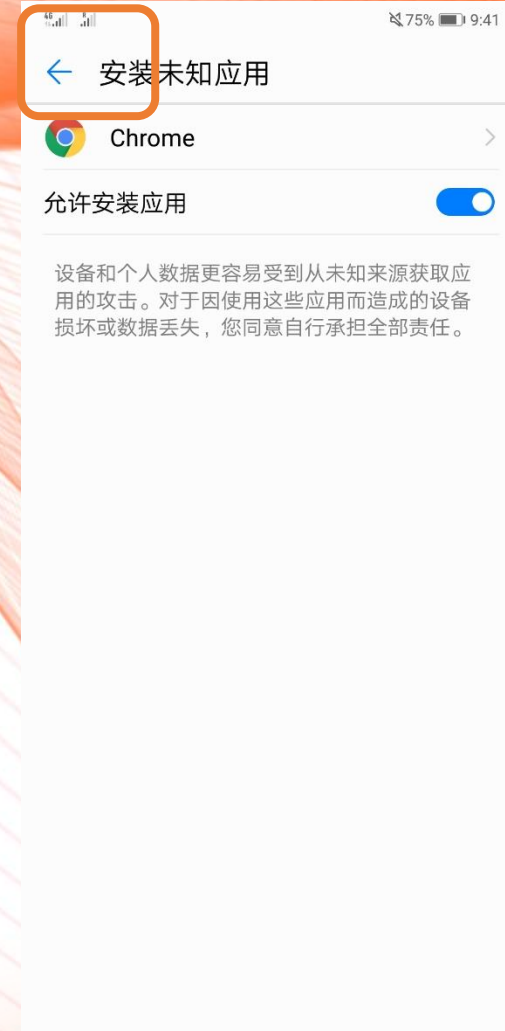 4G 75% 9:41
安装未知应用
Chrome
允许安装应用
设备和个人数据更容易受到从未知来源获取应
用的攻击。对于因使用这些应用而造成的设备
损坏或数据丢失，您同意自行承担全部责任。